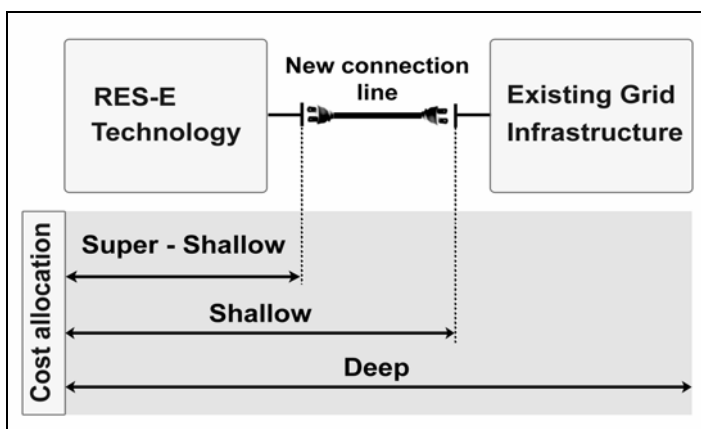 RES-E
Technology
New connection
line
Existing Grid
Infrastructure
Cost allocation
Super - Shallow
Shallow
Deep